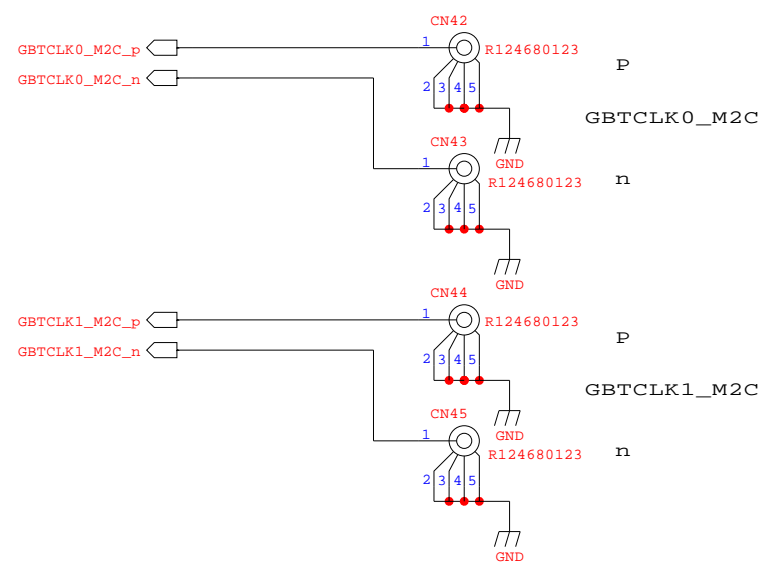 CN42
GBTCLK0_M2C_p
1
R124680123
P
GBTCLK0_M2C_n
2 3 4 5
GBTCLK0_M2C
CN43
GND
1
R124680123
n
2 3 4 5
GND
CN44
GBTCLK1_M2C_p
1
R124680123
P
GBTCLK1_M2C_n
2 3 4 5
GBTCLK1_M2C
CN45
GND
1
R124680123
n
2 3 4 5
GND